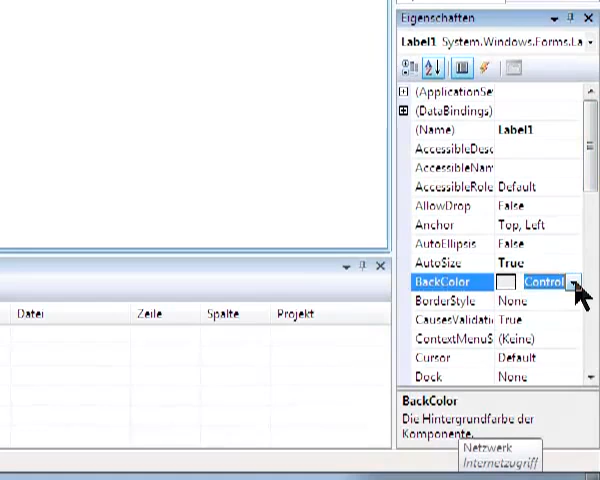 Eigenschaften
Label1 System.Windows.Forms.La
(ApplicationSe
(DataBindings)
(Name) Label1
AccessibleDesc
AccessibleNam
AccessibleRole Default
AllowDrop False
Anchor Top, Left
AutoEllipsis False
AutoSize True
BackColor Control
BorderStyle None
CausesValidati True
ContextMenuS (Keine)
Cursor Default
Dock None
Datei Zeile Spalte Projekt
BackColor
Die Hintergrundfarbe der
Komponente.
Netzwerk
Internetzugriff